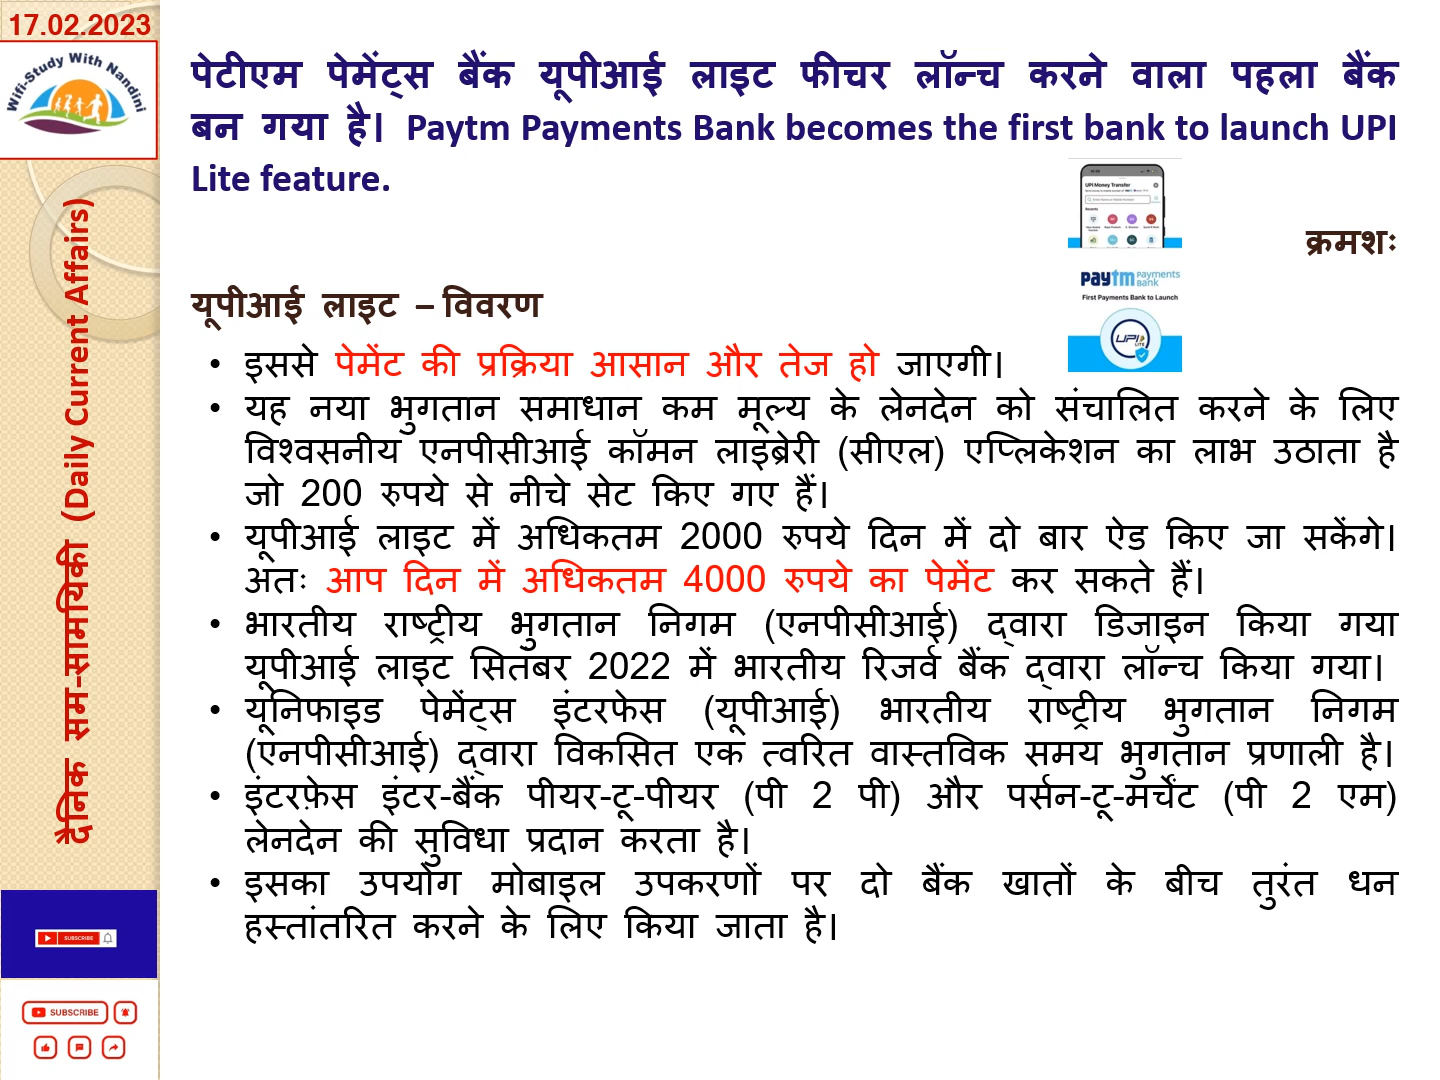 17.02.2023
Wifi-Study With Nandini
दैनिक सम-सामयिकी (Daily Current Affairs)
SUBSCRIBE
SUBSCRIBE
पेटीएम पेमेंट्स बैंक यूपीआई लाइट फीचर लॉन्च करने वाला पहला बैंक
बन गया है। Paytm Payments Bank becomes the first bank to launch UPI
Lite feature.
UPI Money Transfer
Recents
paytm payments bank
First Payments Bank to Launch
UPI LITE
क्रमशः
यूपीआई लाइट – विवरण
• इससे पेमेंट की प्रक्रिया आसान और तेज हो जाएगी।
• यह नया भुगतान समाधान कम मूल्य के लेनदेन को संचालित करने के लिए
विश्वसनीय एनपीसीआई कॉमन लाइब्रेरी (सीएल) एप्लिकेशन का लाभ उठाता है
जो 200 रुपये से नीचे सेट किए गए हैं।
• यूपीआई लाइट में अधिकतम 2000 रुपये दिन में दो बार ऐड किए जा सकेंगे।
अतः आप दिन में अधिकतम 4000 रुपये का पेमेंट कर सकते हैं।
• भारतीय राष्ट्रीय भुगतान निगम (एनपीसीआई) द्वारा डिजाइन किया गया
यूपीआई लाइट सितंबर 2022 में भारतीय रिजर्व बैंक द्वारा लॉन्च किया गया।
• यूनिफाइड पेमेंट्स इंटरफेस (यूपीआई) भारतीय राष्ट्रीय भुगतान निगम
(एनपीसीआई) द्वारा विकसित एक त्वरित वास्तविक समय भुगतान प्रणाली है।
• इंटरफ़ेस इंटर-बैंक पीयर-टू-पीयर (पी 2 पी) और पर्सन-टू-मर्चेंट (पी 2 एम)
लेनदेन की सुविधा प्रदान करता है।
• इसका उपयोग मोबाइल उपकरणों पर दो बैंक खातों के बीच तुरंत धन
हस्तांतरित करने के लिए किया जाता है।